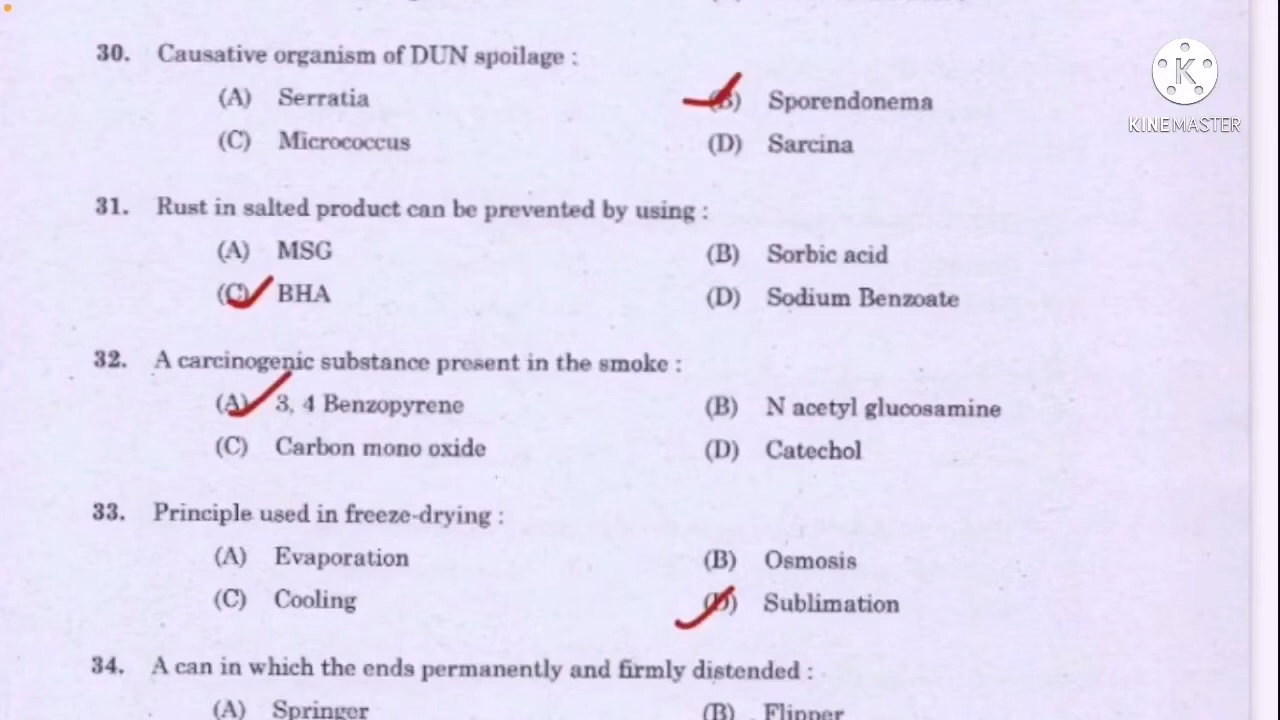 30. Causative organism of DUN spoilage :
(A) Serratia (B) Sporendonema
(C) Micrococcus (D) Sarcina
31. Rust in salted product can be prevented by using :
(A) MSG (B) Sorbic acid
(C) BHA (D) Sodium Benzoate
32. A carcinogenic substance present in the smoke :
(A) 3, 4 Benzopyrene (B) N acetyl glucosamine
(C) Carbon mono oxide (D) Catechol
33. Principle used in freeze-drying :
(A) Evaporation (B) Osmosis
(C) Cooling (D) Sublimation
34. A can in which the ends permanently and firmly distended :
(A) Springer (B) Flipper
K
KINEMASTER